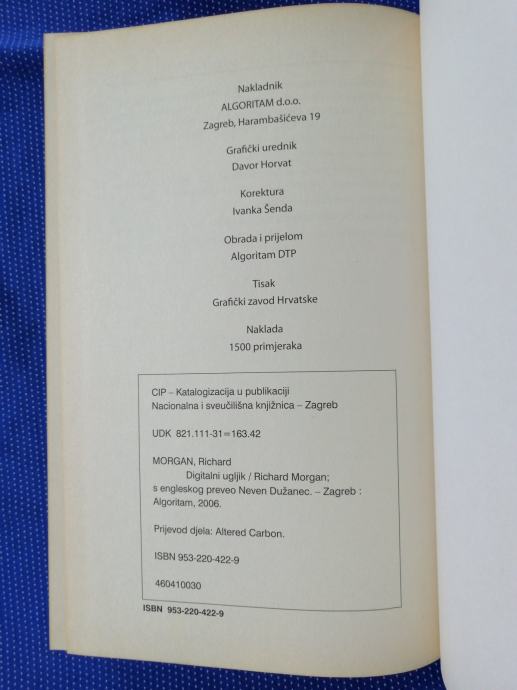 Nakladnik
ALGORITAM d.o.o.
Zagreb, Harambašićeva 19
Grafički urednik
Davor Horvat
Korektura
Ivanka Šenda
Obrada i prijelom
Algoritam DTP
Tisak
Grafički zavod Hrvatske
Naklada
1500 primjeraka
CIP – Katalogizacija u publikaciji
Nacionalna i sveučilišna knjižnica – Zagreb
UDK 821.111-31=163.42
MORGAN, Richard
Digitalni ugljik / Richard Morgan;
s engleskog preveo Neven Dužanec. – Zagreb :
Algoritam, 2006.
Prijevod djela: Altered Carbon.
ISBN 953-220-422-9
460410030
ISBN 953-220-422-9